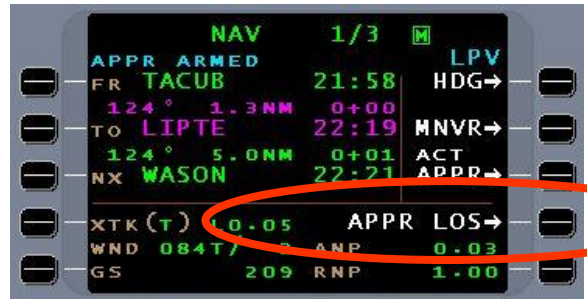 NAV 1/3 M
APPR ARMED LPV
FR TACUB 21:58 HDG→
124° 1.3NM 0+00
TO LIPTE 22:19 MNVR→
124° 5.0NM 0+01 ACT
NX WASON 22:21 APPR→
XTK(T) L0.05 APPR LOS→
WND 084T/ ANP 0.03
GS 209 RNP 1.00